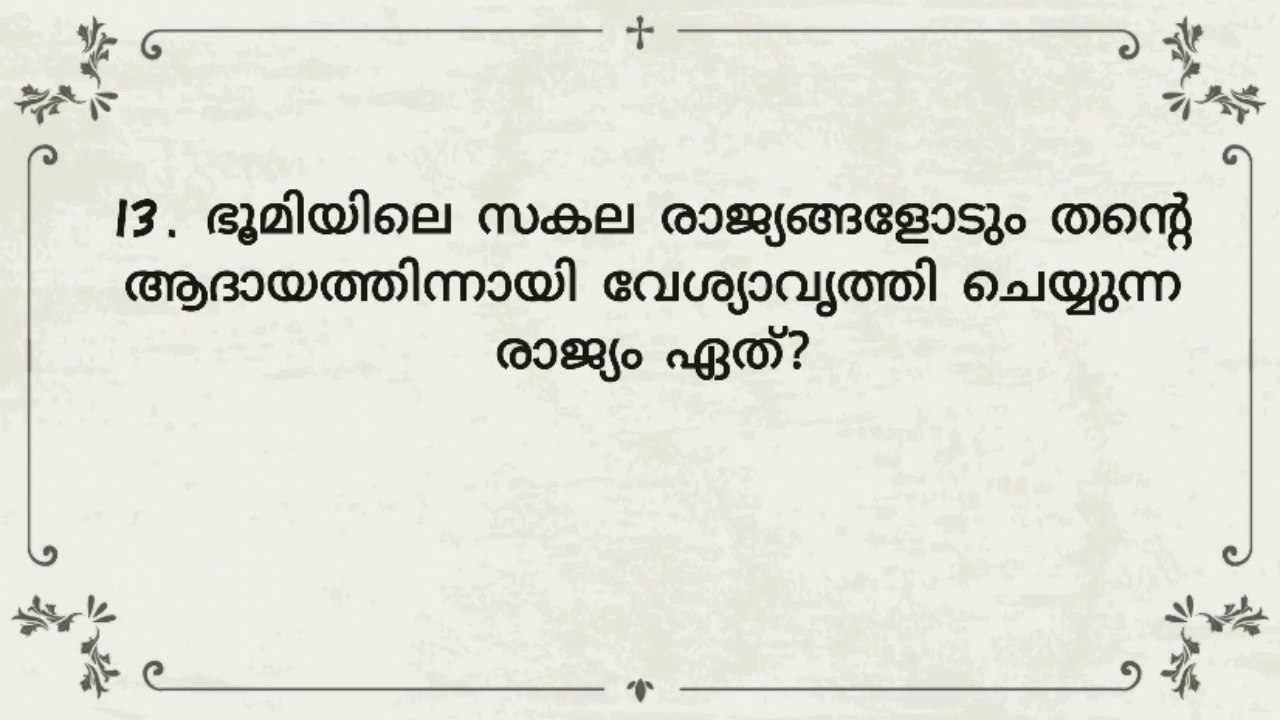 13. ഭൂമിയിലെ സകല രാജ്യങ്ങളോടും തന്റെ
ആദായത്തിന്നായി വേശ്യാവൃത്തി ചെയ്യുന്ന
രാജ്യം ഏത്?